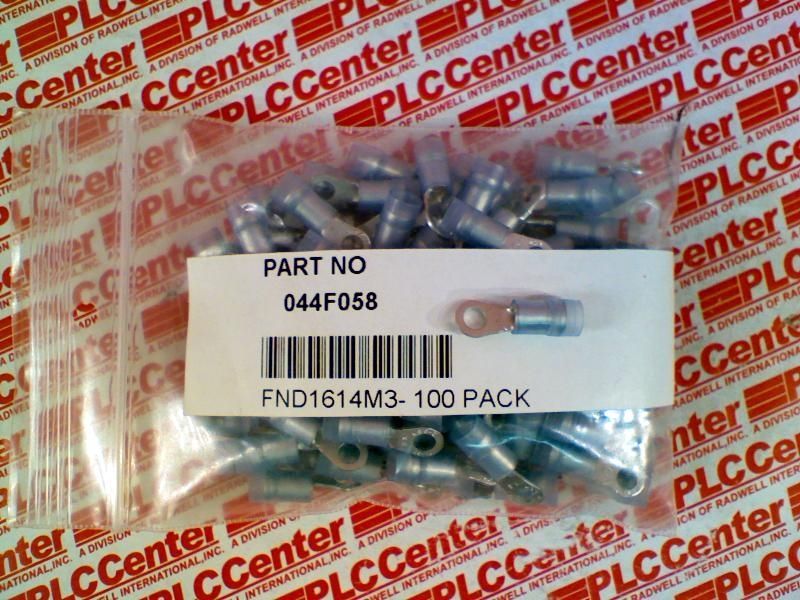 PLCCenter
A DIVISION OF RADWELL INTERNATIONAL, INC.
PART NO
044F058
FND1614M3- 100 PACK